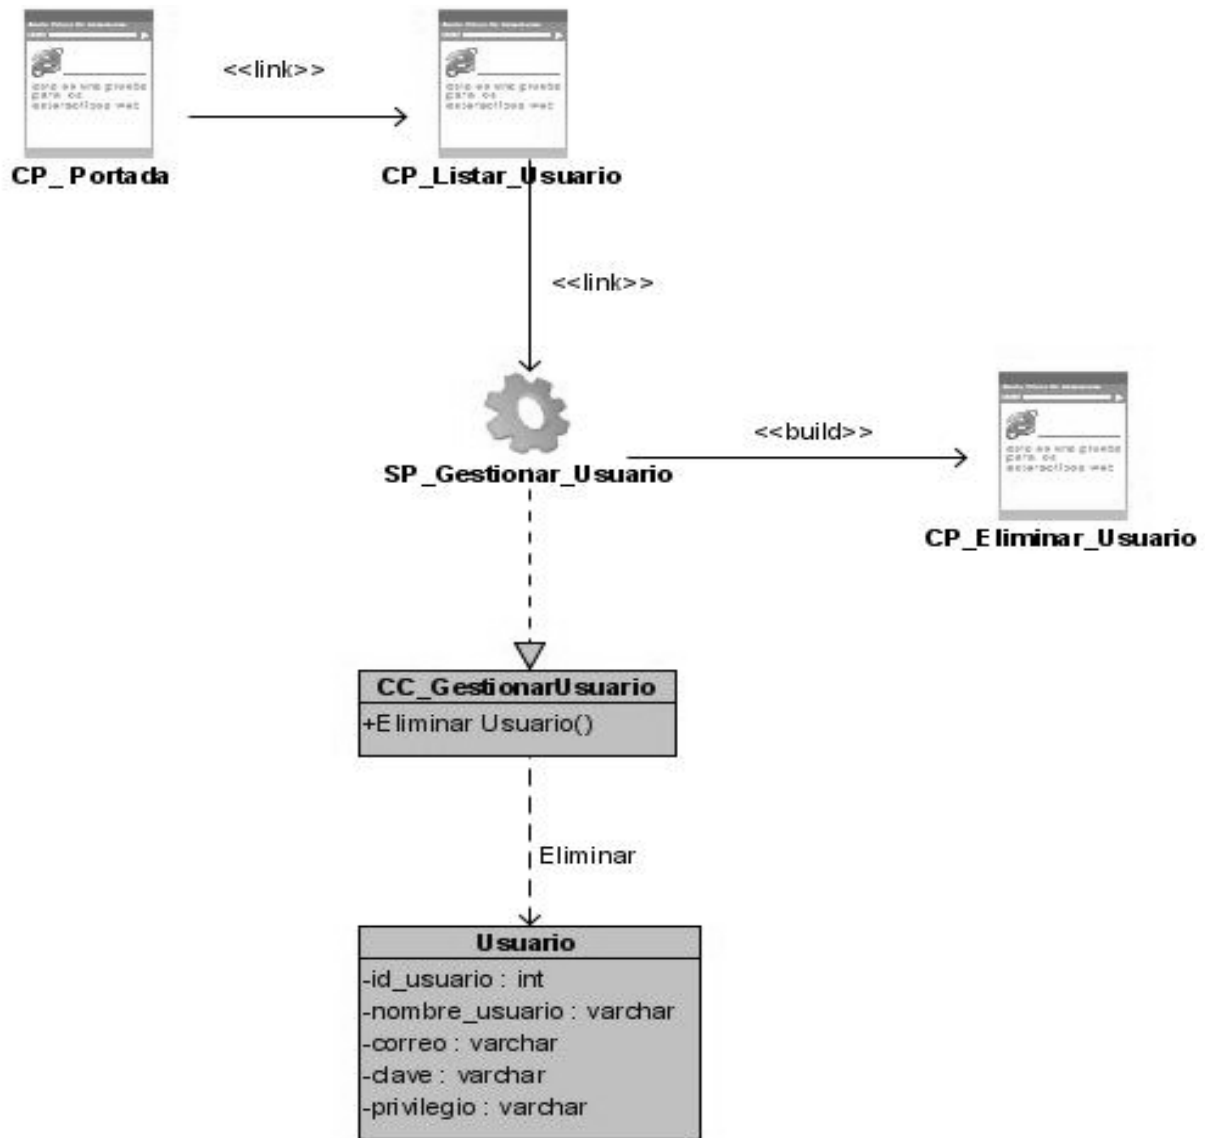 <<link>>
CP_ Portada
CP_Listar_Usuario
<<link>>
<<build>>
SP_Gestionar_Usuario
CP_Eliminar_Usuario
CC_GestionarUsuario
+Eliminar Usuario()
Eliminar
Usuario
-id_usuario : int
-nombre_usuario : varchar
-correo : varchar
-clave : varchar
-privilegio : varchar